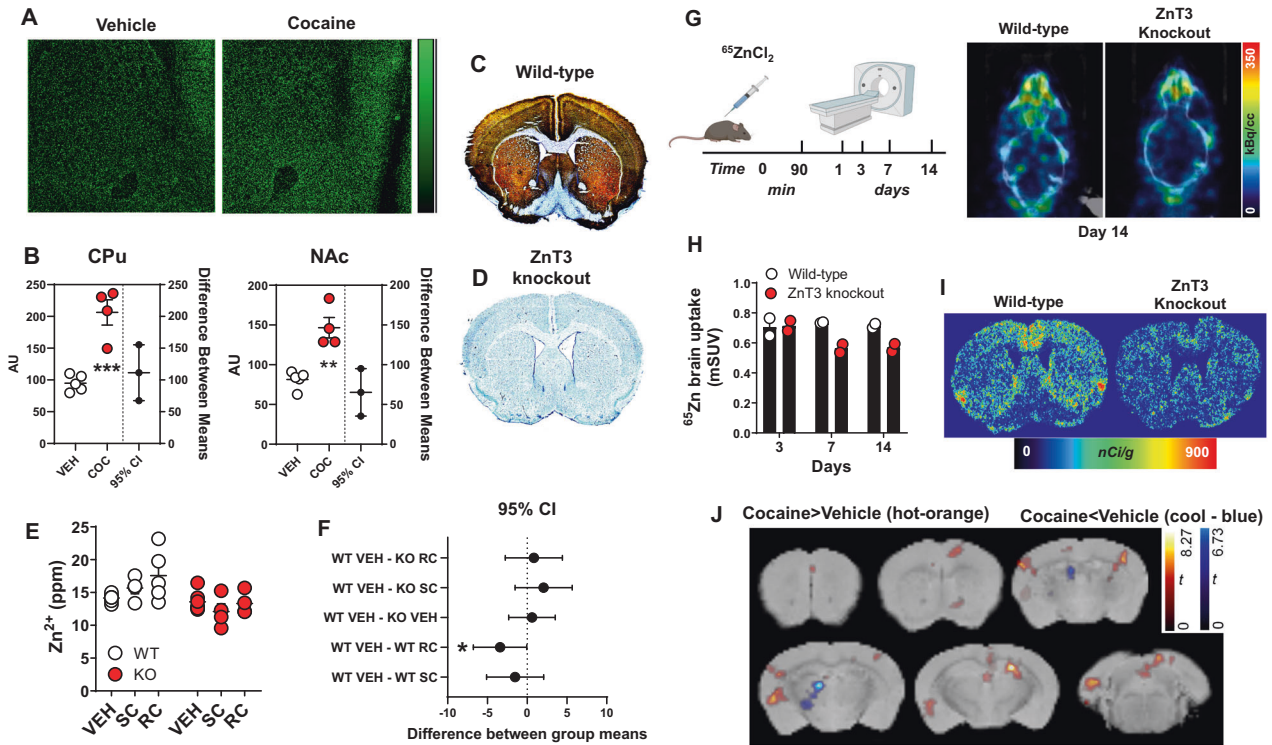 A
Vehicle
Cocaine
B
CPu
NAc
AU
250
200
150
100
50
0
***
VEH
COC
95% CI
250
200
150
100
50
0
Difference Between Means
AU
200
150
100
50
0
**
VEH
COC
95% CI
200
150
100
50
0
Difference Between Means
C
Wild-type
D
ZnT3
knockout
E
Zn2+ (ppm)
25
20
15
10
5
0
WT
KO
VEH
SC
RC
VEH
SC
RC
F
95% CI
WT VEH - KO RC
WT VEH - KO SC
WT VEH - KO VEH
WT VEH - WT RC
*
WT VEH - WT SC
-10 -5 0 5 10
Difference between group means
G
65ZnCl2
Time 0 90 1 3 7 14
min days
Wild-type
ZnT3
Knockout
350
kBq/cc
0
Day 14
H
Wild-type
ZnT3 knockout
65Zn brain uptake
(mSUV)
1.0
0.8
0.6
0.4
0.2
0.0
3 7 14
Days
I
Wild-type
ZnT3
Knockout
0 nCi/g 900
J
Cocaine>Vehicle (hot-orange)
Cocaine<Vehicle (cool - blue)
8.27
t
0
6.73
t
0